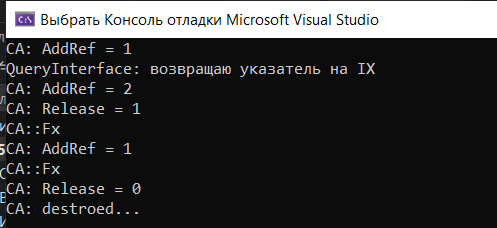 Выбрать Консоль отладки Microsoft Visual Studio
CA: AddRef = 1
QueryInterface: возвращаю указатель на IX
CA: AddRef = 2
CA: Release = 1
CA::Fx
CA: AddRef = 1
CA::Fx
CA: Release = 0
CA: destroed...